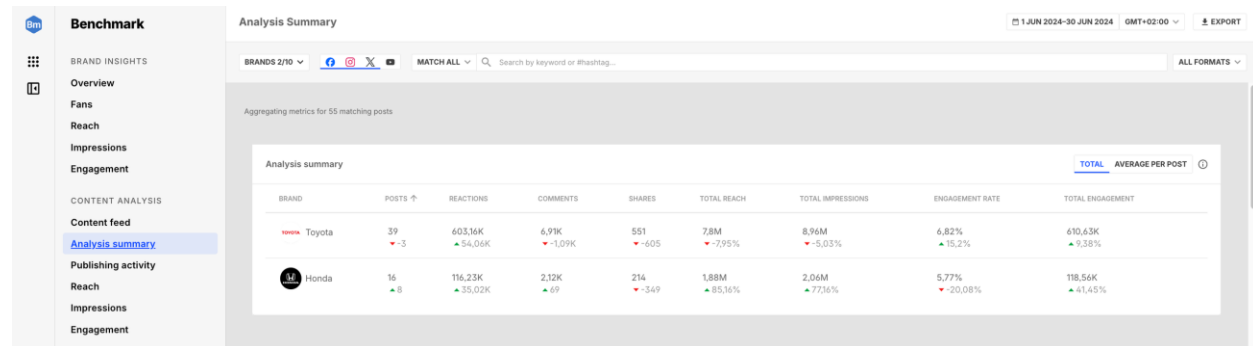 Bm Benchmark Analysis Summary 1 JUN 2024–30 JUN 2024 GMT+02:00 EXPORT
BRAND INSIGHTS
Overview
Fans
Reach
Impressions
Engagement
CONTENT ANALYSIS
Content feed
Analysis summary
Publishing activity
Reach
Impressions
Engagement
BRANDS 2/10 MATCH ALL Search by keyword or #hashtag... ALL FORMATS
Aggregating metrics for 55 matching posts
Analysis summary TOTAL AVERAGE PER POST
BRAND POSTS ↑ REACTIONS COMMENTS SHARES TOTAL REACH TOTAL IMPRESSIONS ENGAGEMENT RATE TOTAL ENGAGEMENT
TOYOTA Toyota 39 603,16K 6,91K 551 7,8M 8,96M 6,82% 610,63K
▼-3 ▲54,06K ▼-1,09K ▼-605 ▼-7,95% ▼-5,03% ▲15,2% ▲9,38%
Honda 16 116,23K 2,12K 214 1,88M 2,06M 5,77% 118,56K
▲8 ▲35,02K ▲69 ▼-349 ▲85,16% ▲77,16% ▼-20,08% ▲41,45%